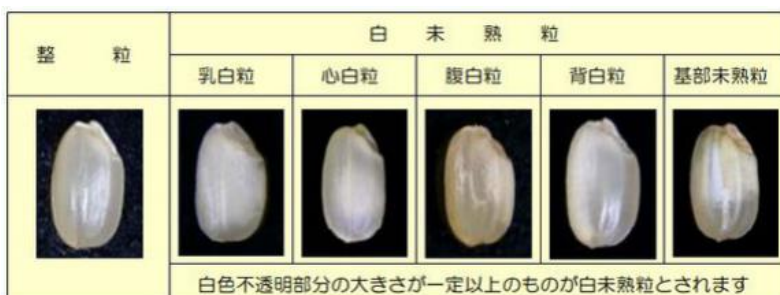 整　　粒
白　未　熟　粒
乳白粒
心白粒
腹白粒
背白粒
基部未熟粒
白色不透明部分の大きさが一定以上のものが白未熟粒とされます